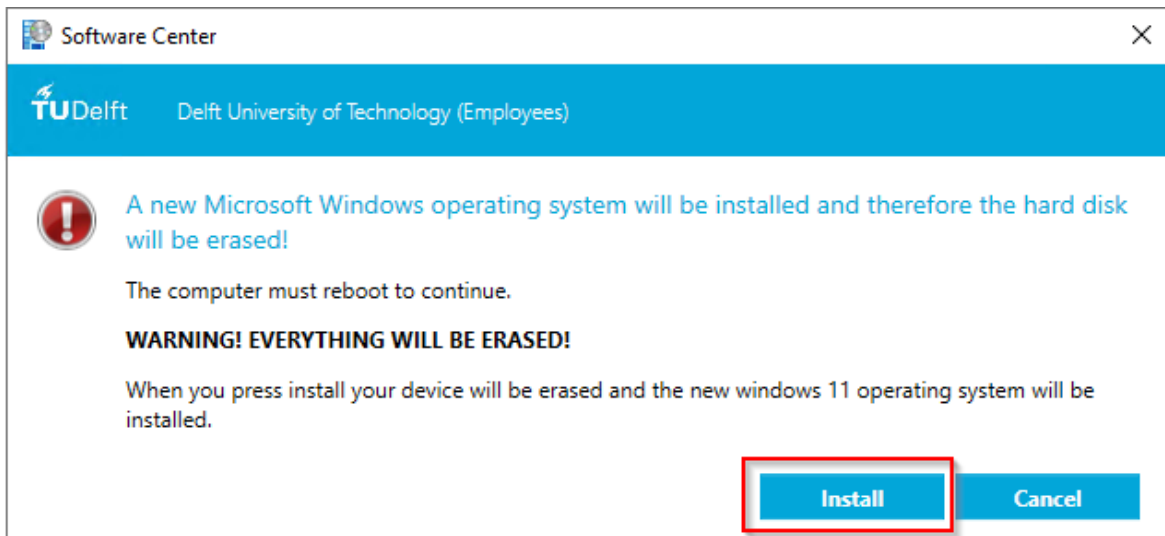 Software Center
TUDelft Delft University of Technology (Employees)
A new Microsoft Windows operating system will be installed and therefore the hard disk
will be erased!
The computer must reboot to continue.
WARNING! EVERYTHING WILL BE ERASED!
When you press install your device will be erased and the new windows 11 operating system will be
installed.
Install Cancel